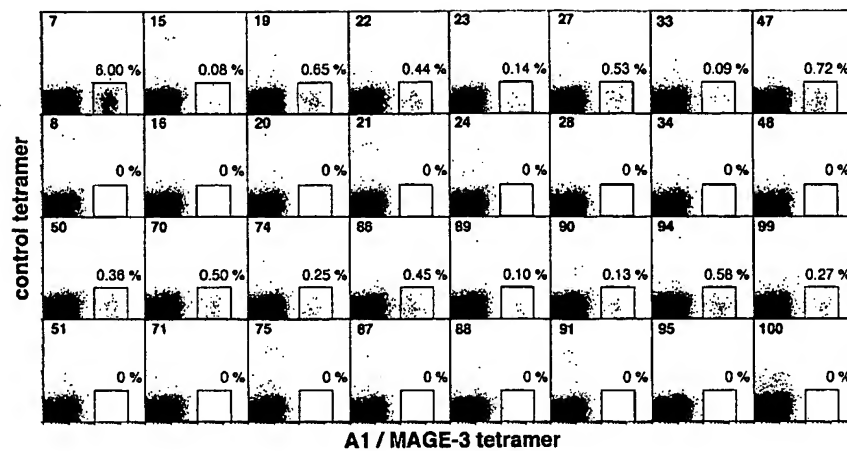 7 15 19 22 23 27 33 47
6.00 % 0.08 % 0.65 % 0.44 % 0.14 % 0.53 % 0.09 % 0.72 %
8 16 20 21 24 28 34 48
0 % 0 % 0 % 0 % 0 % 0 % 0 % 0 %
50 70 74 86 89 90 94 99
0.36 % 0.50 % 0.25 % 0.45 % 0.10 % 0.13 % 0.58 % 0.27 %
51 71 75 87 88 91 95 100
0 % 0 % 0 % 0 % 0 % 0 % 0 % 0 %
control tetramer
A1 / MAGE-3 tetramer